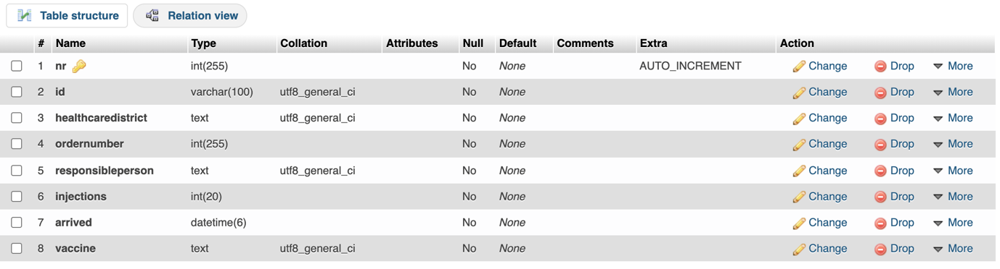 Table structure Relation view
# Name Type Collation Attributes Null Default Comments Extra Action
1 nr int(255) No None AUTO_INCREMENT Change Drop More
2 id varchar(100) utf8_general_ci No None Change Drop More
3 healthcaredistrict text utf8_general_ci No None Change Drop More
4 ordernumber int(255) No None Change Drop More
5 responsibleperson text utf8_general_ci No None Change Drop More
6 injections int(20) No None Change Drop More
7 arrived datetime(6) No None Change Drop More
8 vaccine text utf8_general_ci No None Change Drop More